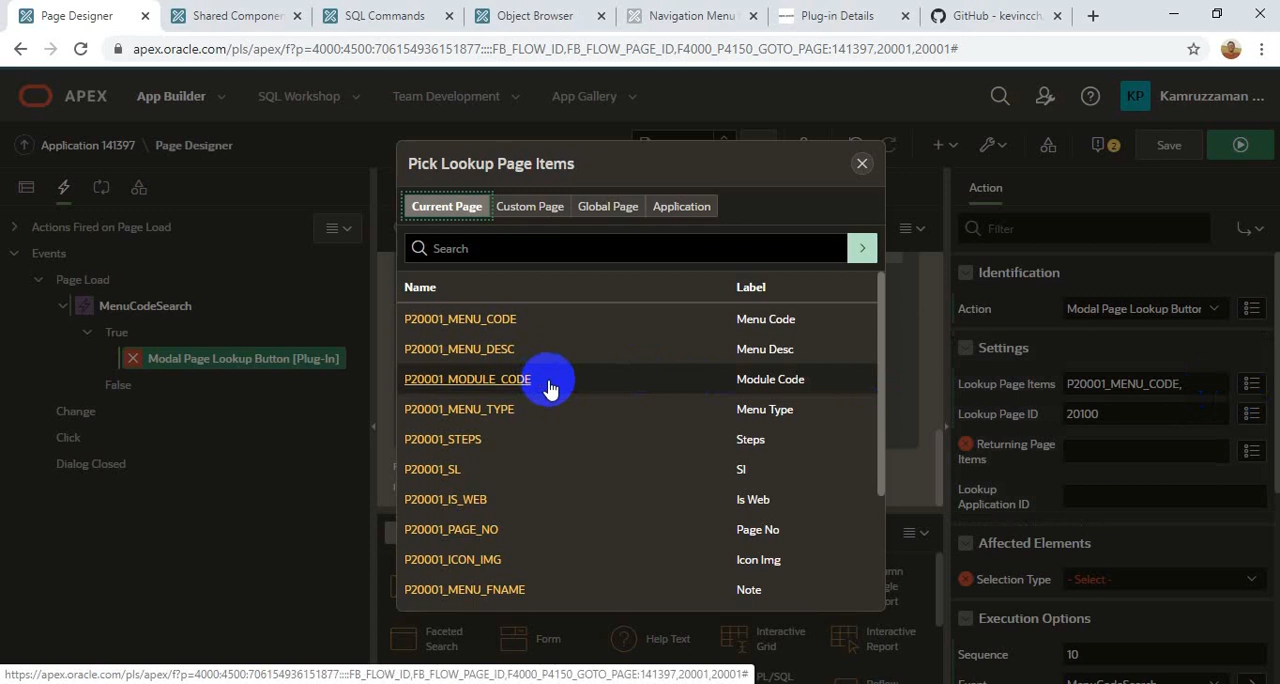 Page Designer
Shared Componen
SQL Commands
Object Browser
Navigation Menu
Plug-in Details
GitHub - kevincch
apex.oracle.com/pls/apex/f?p=4000:4500:706154936151877::::FB_FLOW_ID,FB_FLOW_PAGE_ID,F4000_P4150_GOTO_PAGE:141397,20001,20001#
APEX
App Builder
SQL Workshop
Team Development
App Gallery
KP
Kamruzzaman ...
Application 141397
Page Designer
2
Save
Actions Fired on Page Load
Events
Page Load
MenuCodeSearch
True
Modal Page Lookup Button [Plug-In]
False
Change
Click
Dialog Closed
Pick Lookup Page Items
Current Page
Custom Page
Global Page
Application
Search
Name
Label
P20001_MENU_CODE
Menu Code
P20001_MENU_DESC
Menu Desc
P20001_MODULE_CODE
Module Code
P20001_MENU_TYPE
Menu Type
P20001_STEPS
Steps
P20001_SL
Sl
P20001_IS_WEB
Is Web
P20001_PAGE_NO
Page No
P20001_ICON_IMG
Icon Img
P20001_MENU_FNAME
Note
Faceted
Search
Form
Help Text
Interactive
Grid
Interactive
Report
PL/SQL
Action
Filter
Identification
Action
Modal Page Lookup Button
Settings
Lookup Page Items
P20001_MENU_CODE,
Lookup Page ID
20100
Returning Page
Items
Lookup
Application ID
Affected Elements
Selection Type
- Select -
Execution Options
Sequence
10
Event
MenuCodeSearch
https://apex.oracle.com/pls/apex/f?p=4000:4500:706154936151877::::FB_FLOW_ID,FB_FLOW_PAGE_ID,F4000_P4150_GOTO_PAGE:141397,20001,20001#